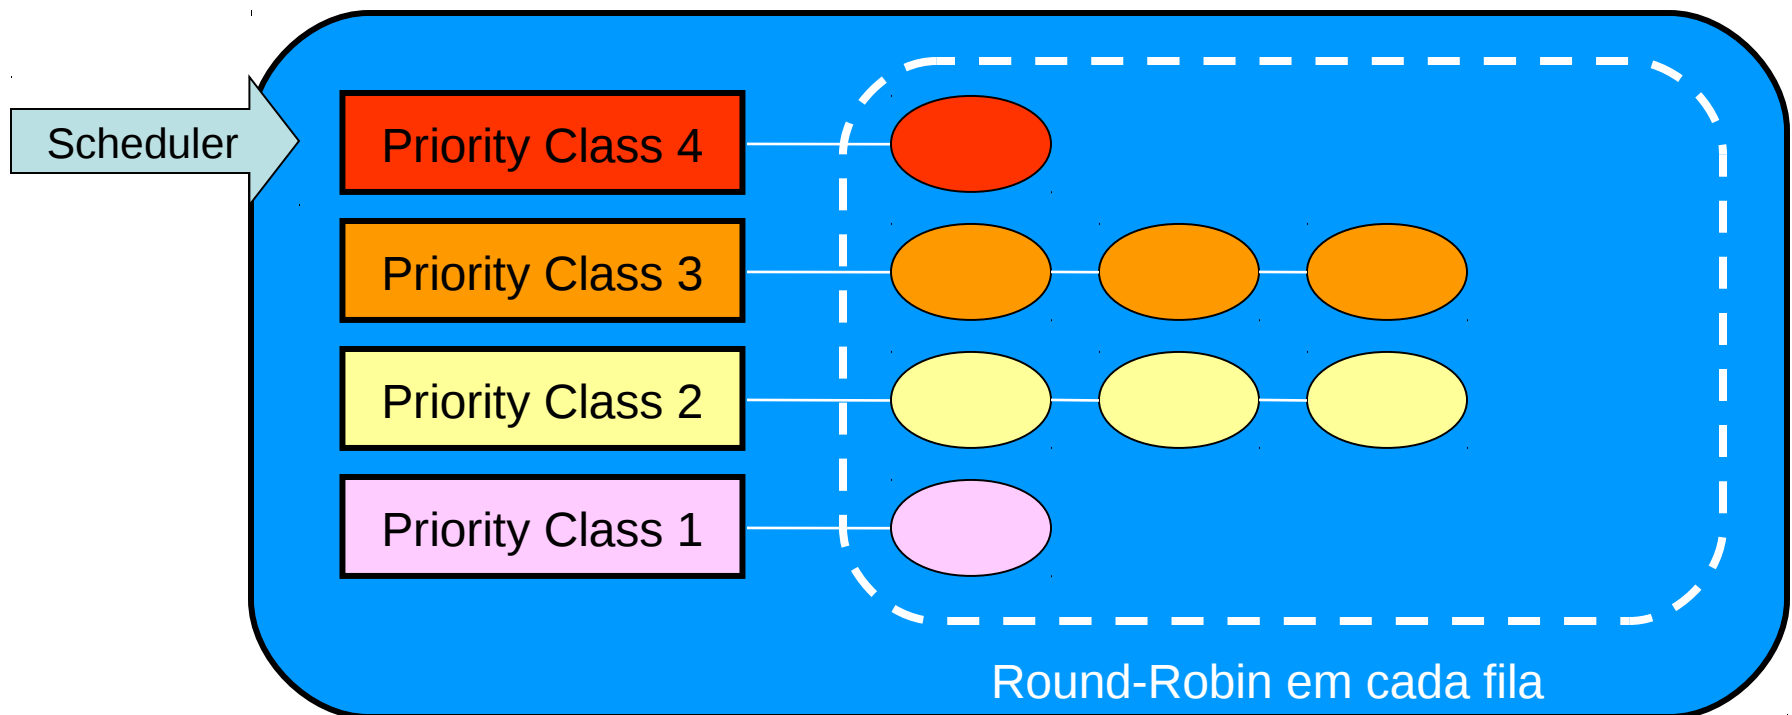 Scheduler
Priority Class 4
Priority Class 3
Priority Class 2
Priority Class 1
Round-Robin em cada fila